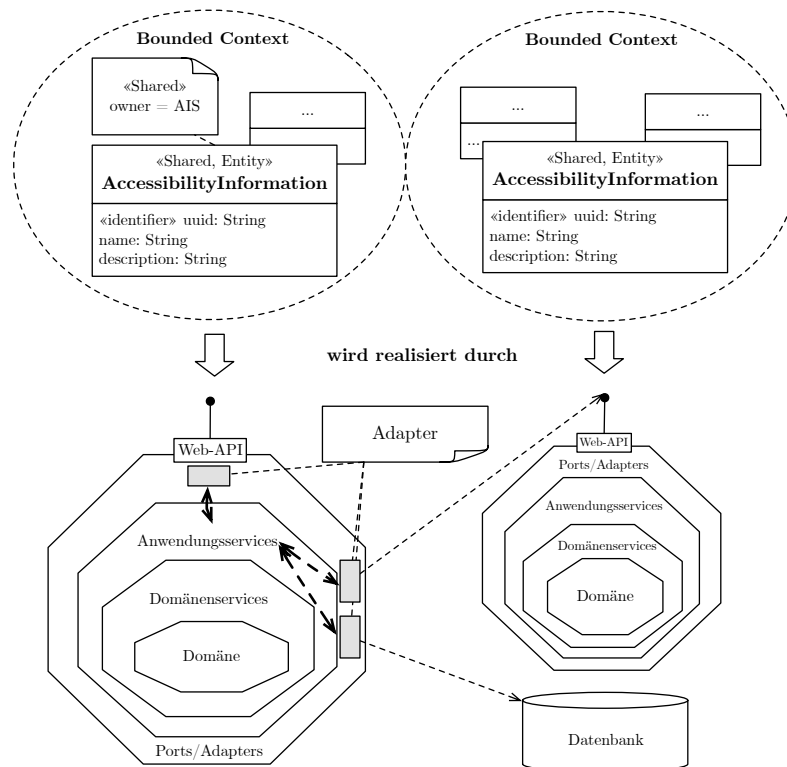 Bounded Context
«Shared»
owner = AIS
...
«Shared, Entity»
AccessibilityInformation
«identifier» uuid: String
name: String
description: String
Bounded Context
...
...
...
«Shared, Entity»
AccessibilityInformation
«identifier» uuid: String
name: String
description: String
wird realisiert durch
Web-API
Adapter
Anwendungsservices
Domänenservices
Domäne
Ports/Adapters
Web-API
Ports/Adapters
Anwendungsservices
Domänenservices
Domäne
Datenbank